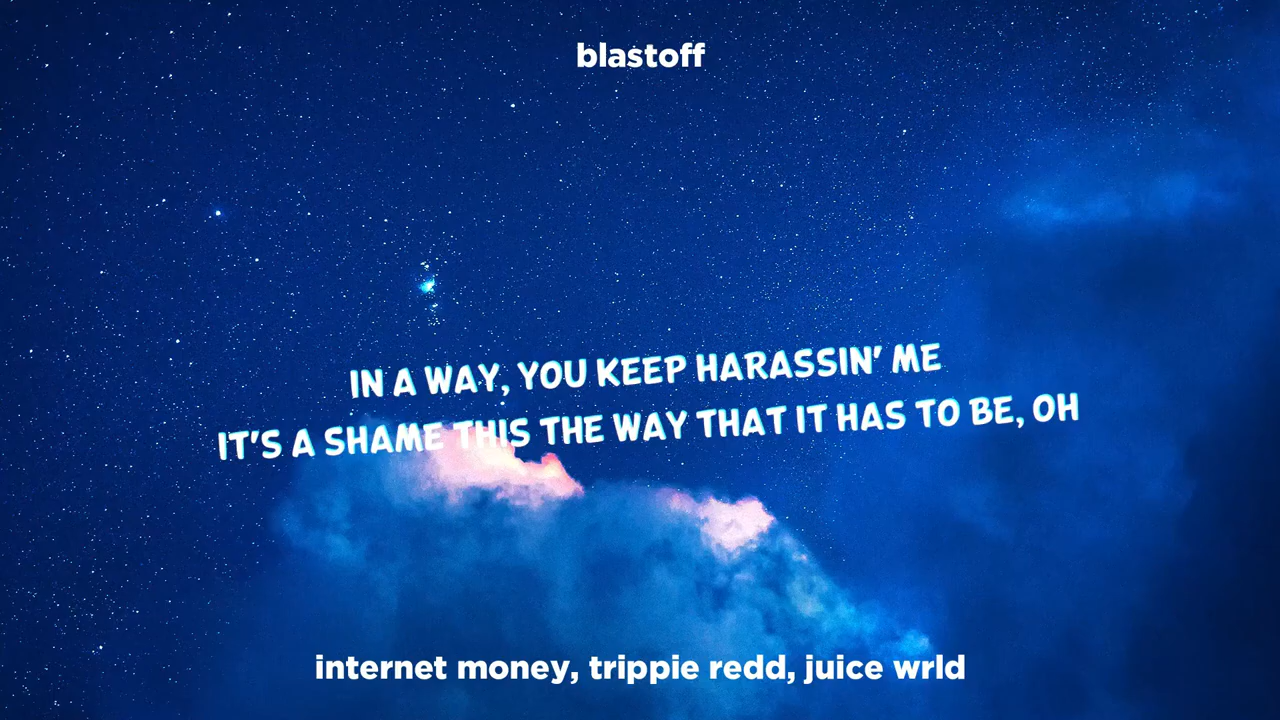 blastoff
IN A WAY, YOU KEEP HARASSIN' ME
IT'S A SHAME THIS THE WAY THAT IT HAS TO BE, OH
internet money, trippie redd, juice wrld